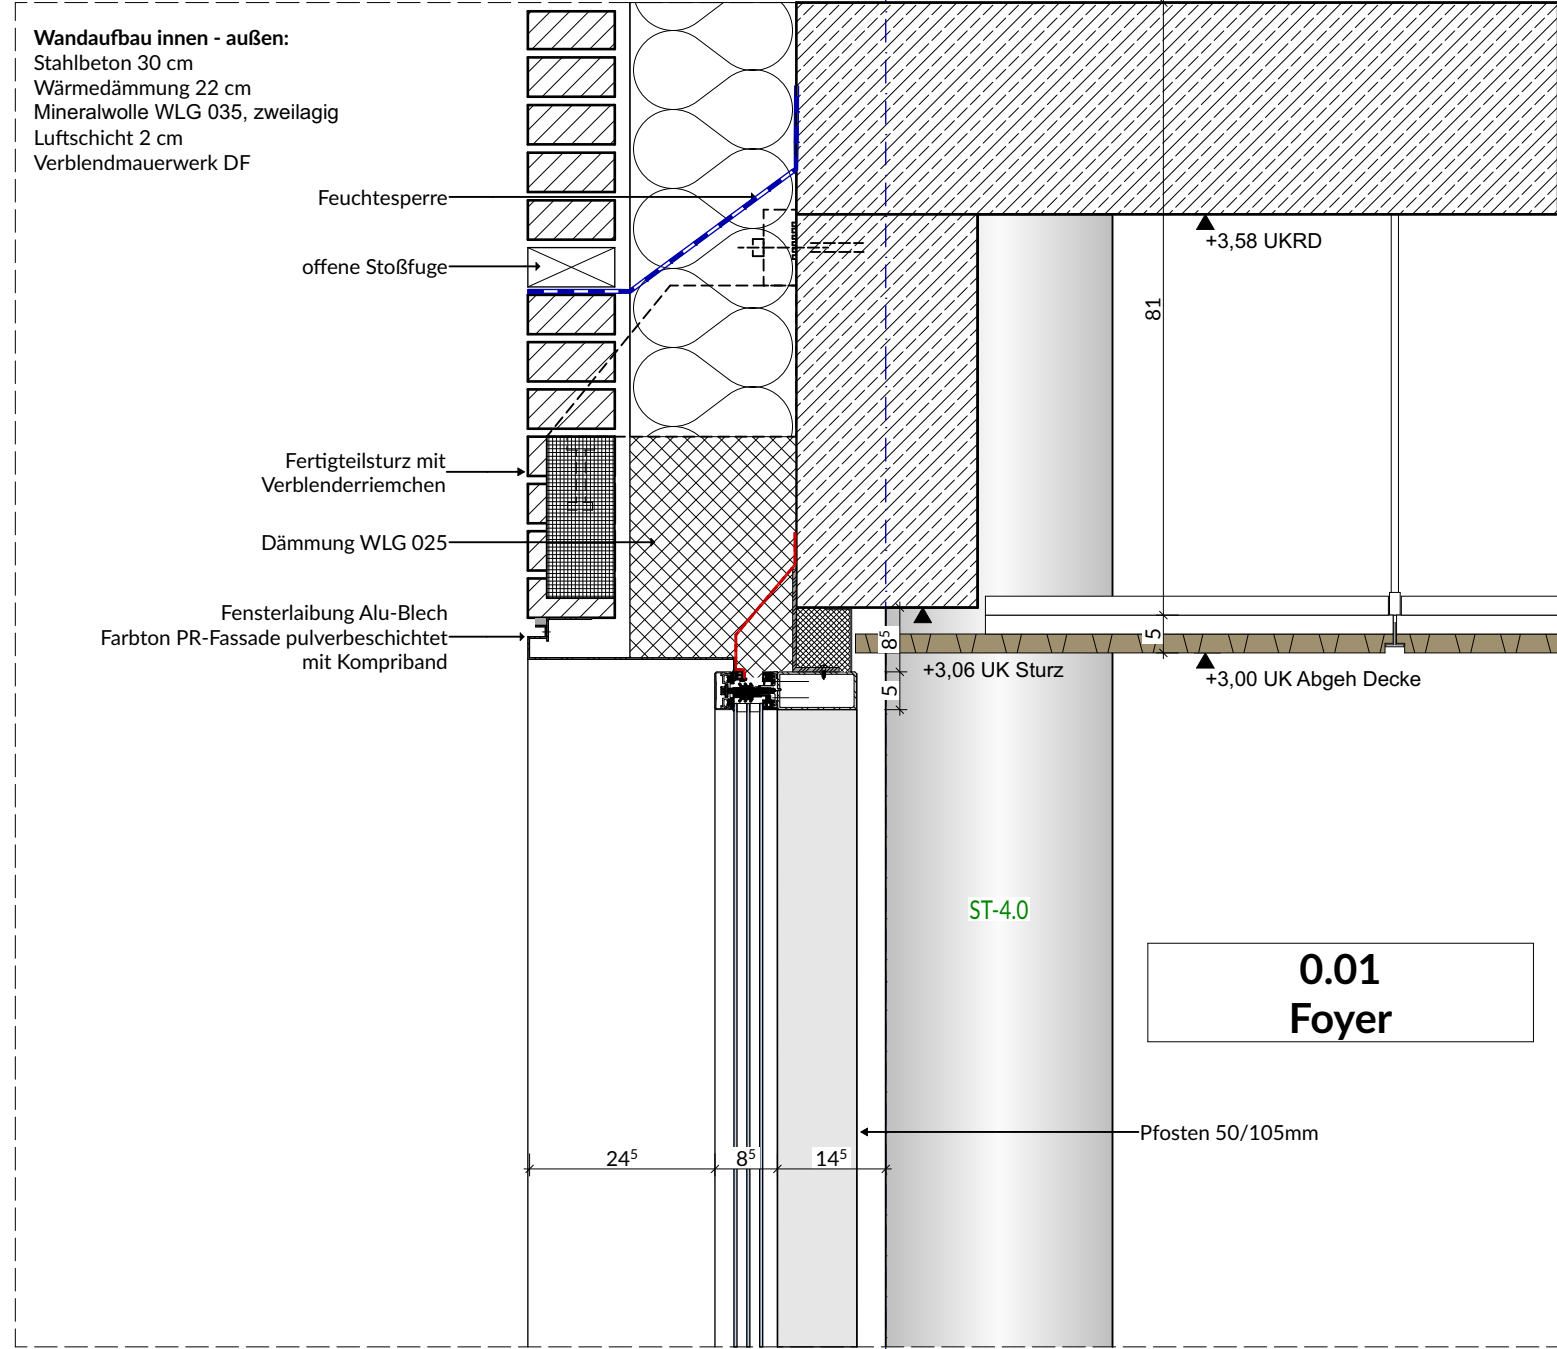 Wandaufbau innen - außen:
Stahlbeton 30 cm
Wärmedämmung 22 cm
Mineralwolle WLG 035, zweilagig
Luftschicht 2 cm
Verblendmauerwerk DF
Feuchtesperre
offene Stoßfuge
+3,58 UKRD
81
Fertigteilsturz mit
Verblenderriemchen
Dämmung WLG 025
Fensterlaibung Alu-Blech
Farbton PR-Fassade pulverbeschichtet
mit Kompriband
8⁵
5
5
+3,06 UK Sturz
+3,00 UK Abgeh Decke
ST-4.0
0.01
Foyer
Pfosten 50/105mm
24⁵
8⁵
14⁵